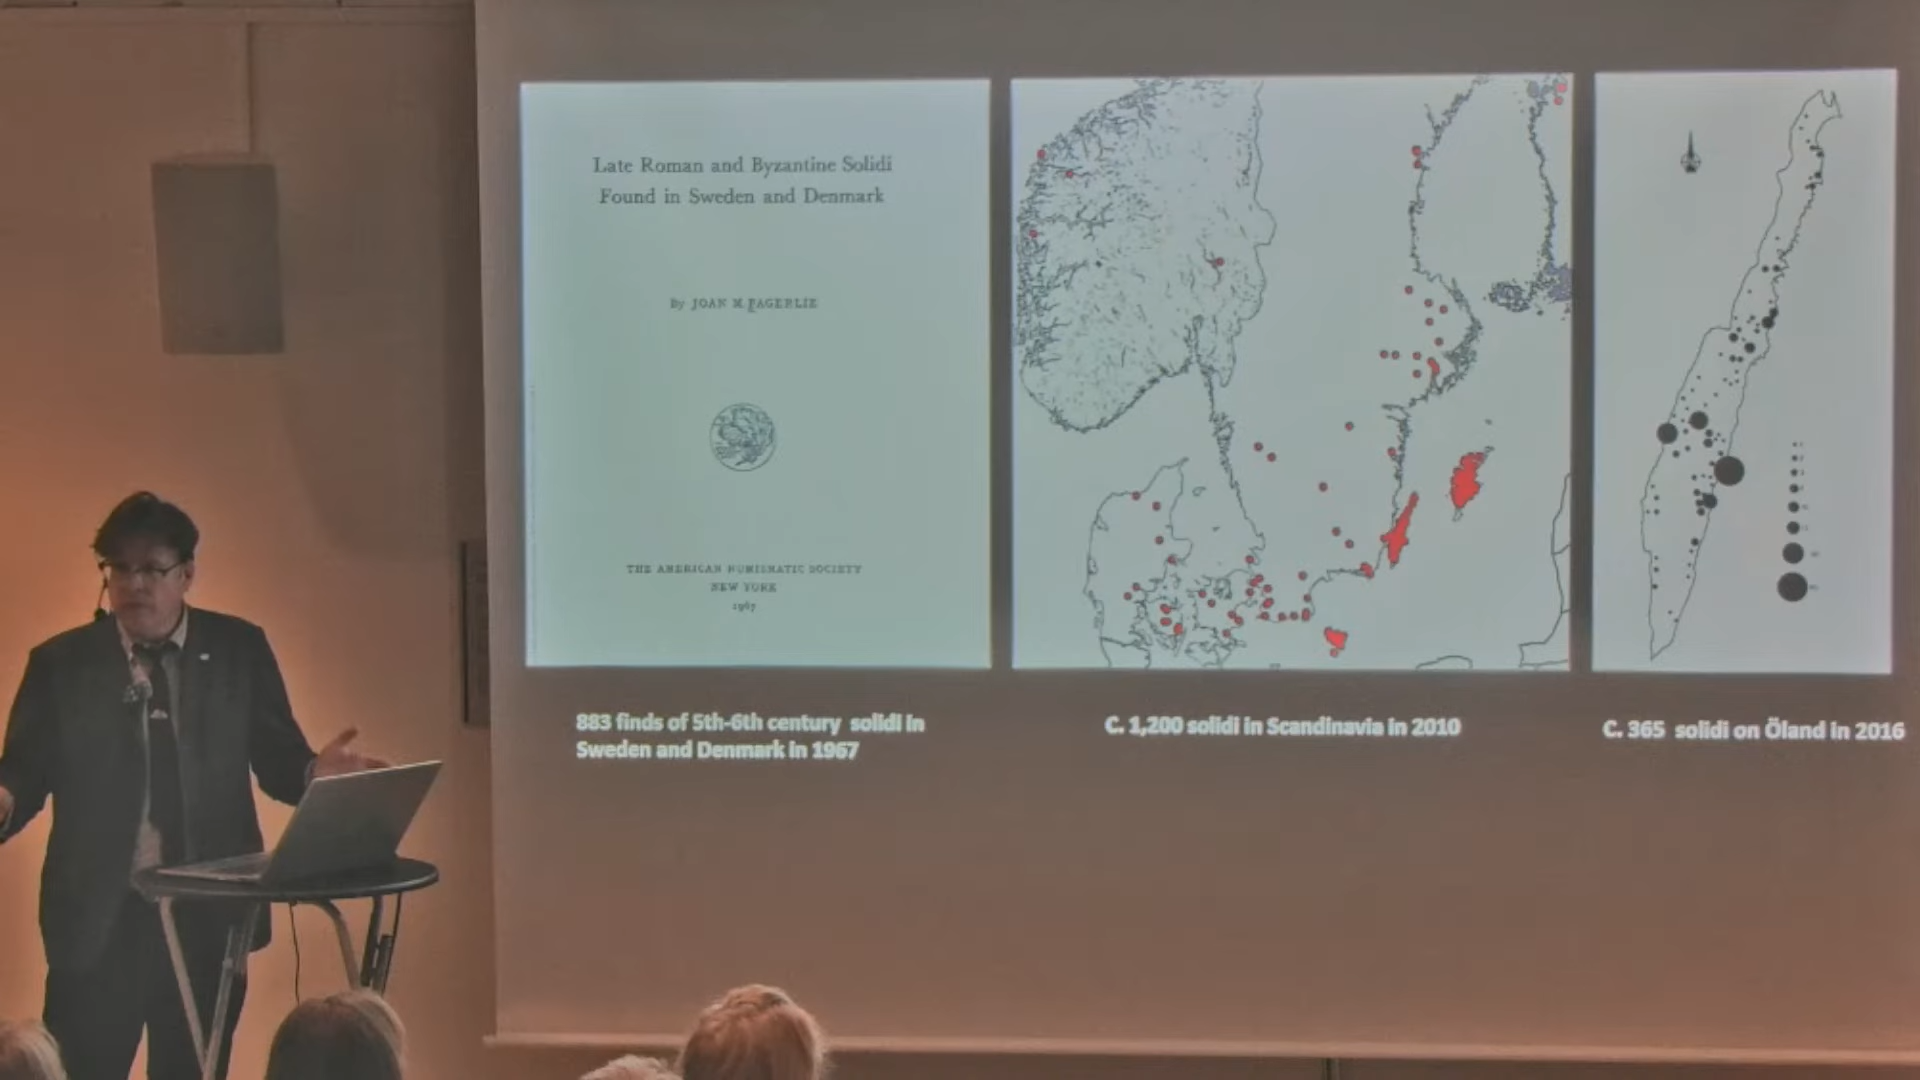 Late Roman and Byzantine Solidi
Found in Sweden and Denmark
By JOAN M. FAGERLIE
THE AMERICAN NUMISMATIC SOCIETY
NEW YORK
1967
883 finds of 5th-6th century solidi in
Sweden and Denmark in 1967
C. 1,200 solidi in Scandinavia in 2010
C. 365 solidi on Öland in 2016